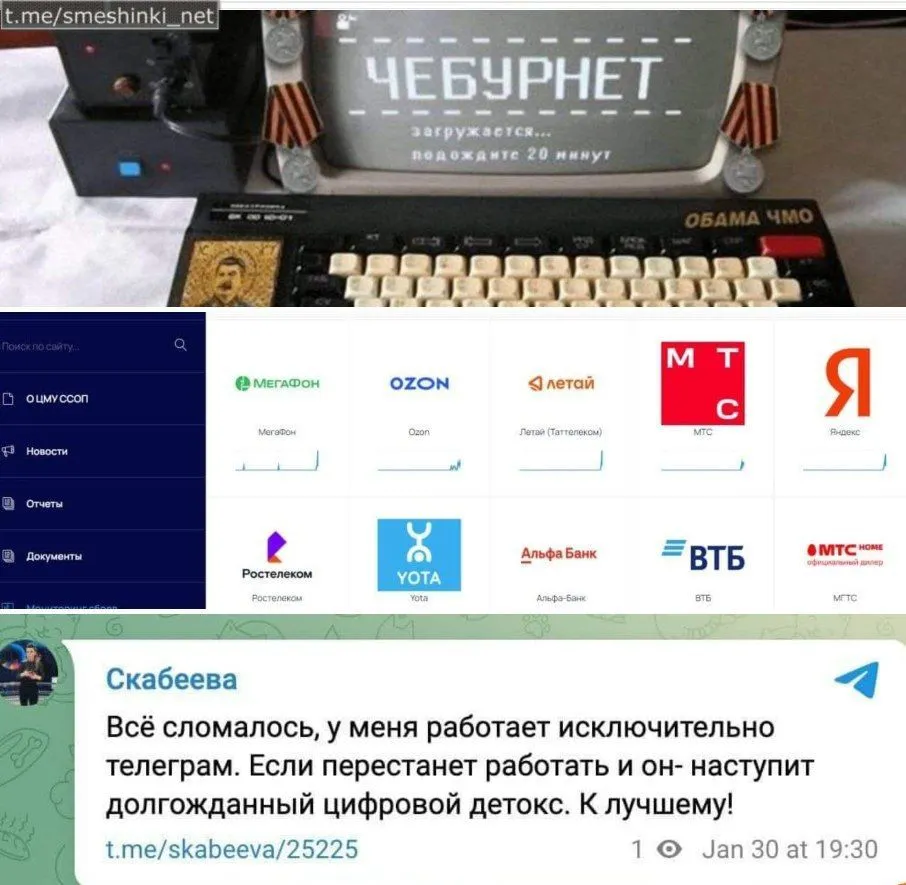 t.me/smeshinki_net
ЧЕБУРНЕТ
загружается...
подождите 20 минут
ОБАМА ЧМО
Поиск по сайту...
О ЦМУ ССОП
Новости
Отчеты
Документы
Мониторинг сбоев
МЕГАФОН
OZON
летай
М Т С
Я
МегаФон
Ozon
Летай (Таттелеком)
МТС
Яндекс
Ростелеком
YOTA
Альфа Банк
ВТБ
МТС HOME
официальный дилер
Ростелеком
Yota
Альфа-Банк
ВТБ
МГТС
Скабеева
Всё сломалось, у меня работает исключительно
телеграм. Если перестанет работать и он- наступит
долгожданный цифровой детокс. К лучшему!
t.me/skabeeva/25225
1 Jan 30 at 19:30